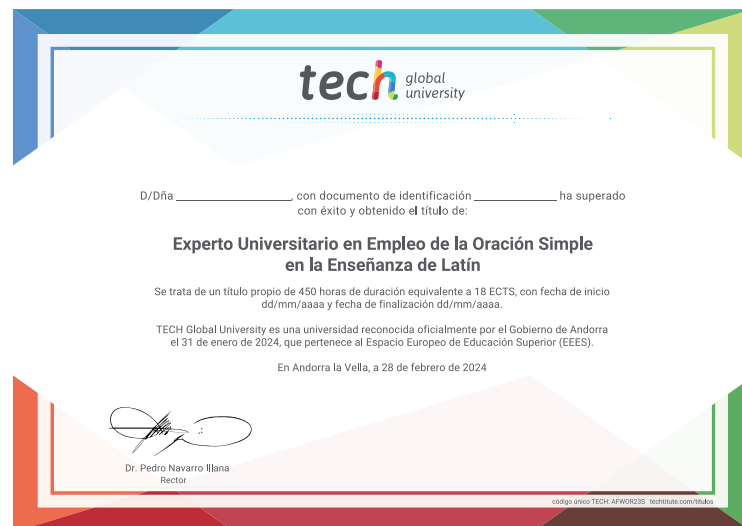 tech global university
D/Dña ____________________, con documento de identificación ______________ ha superado
con éxito y obtenido el título de:
Experto Universitario en Empleo de la Oración Simple
en la Enseñanza de Latín
Se trata de un título propio de 450 horas de duración equivalente a 18 ECTS, con fecha de inicio
dd/mm/aaaa y fecha de finalización dd/mm/aaaa.
TECH Global University es una universidad reconocida oficialmente por el Gobierno de Andorra
el 31 de enero de 2024, que pertenece al Espacio Europeo de Educación Superior (EEES).
En Andorra la Vella, a 28 de febrero de 2024
Dr. Pedro Navarro Illana
Rector
código único TECH: AFWOR23S techtitute.com/titulos